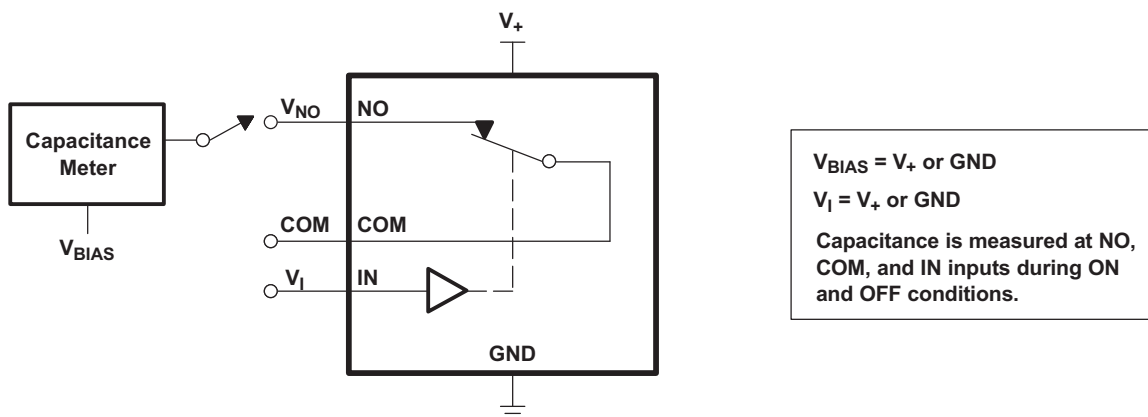 V+
Capacitance
Meter
VBIAS
VNO
NO
COM
COM
VI
IN
GND
VBIAS = V+ or GND
VI = V+ or GND
Capacitance is measured at NO,
COM, and IN inputs during ON
and OFF conditions.